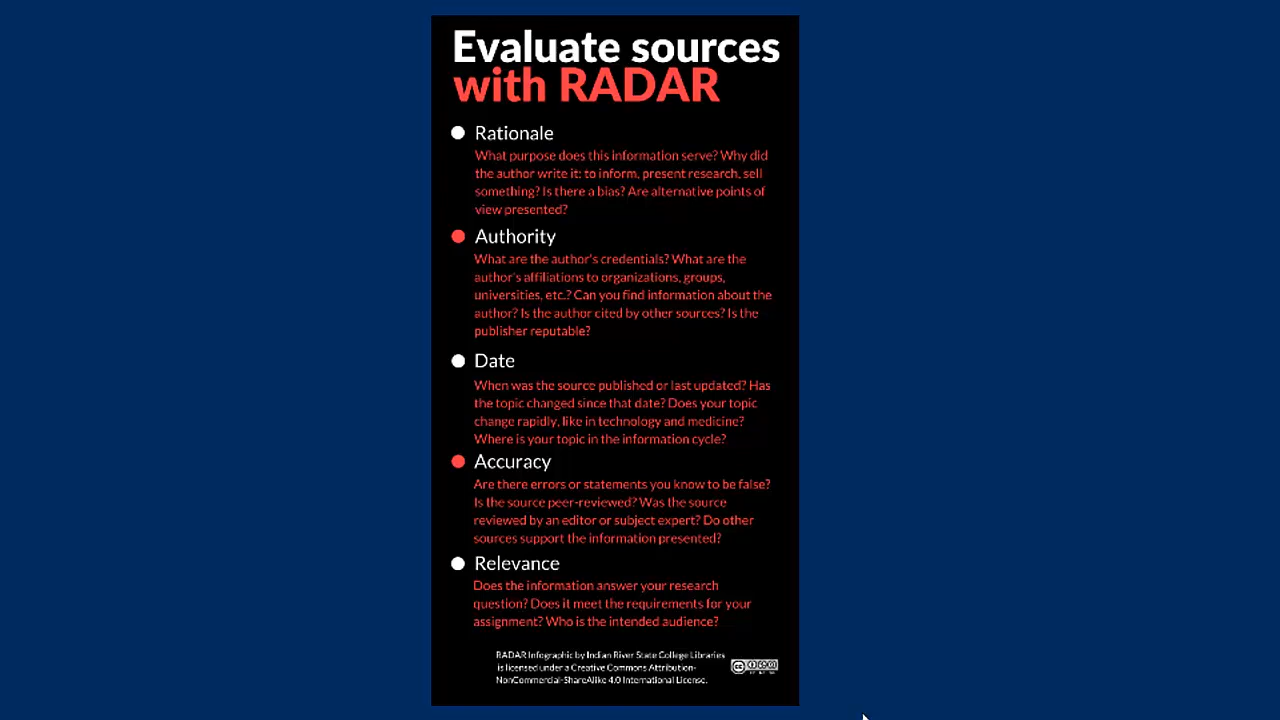 Evaluate sources
with RADAR
Rationale
What purpose does this information serve? Why did
the author write it: to inform, present research, sell
something? Is there a bias? Are alternative points of
view presented?
Authority
What are the author's credentials? What are the
author's affiliations to organizations, groups,
universities, etc.? Can you find information about the
author? Is the author cited by other sources? Is the
publisher reputable?
Date
When was the source published or last updated? Has
the topic changed since that date? Does your topic
change rapidly, like in technology and medicine?
Where is your topic in the information cycle?
Accuracy
Are there errors or statements you know to be false?
Is the source peer-reviewed? Was the source
reviewed by an editor or subject expert? Do other
sources support the information presented?
Relevance
Does the information answer your research
question? Does it meet the requirements for your
assignment? Who is the intended audience?
RADAR Infographic by Indian River State College Libraries
is licensed under a Creative Commons Attribution-
NonCommercial-ShareAlike 4.0 International License.